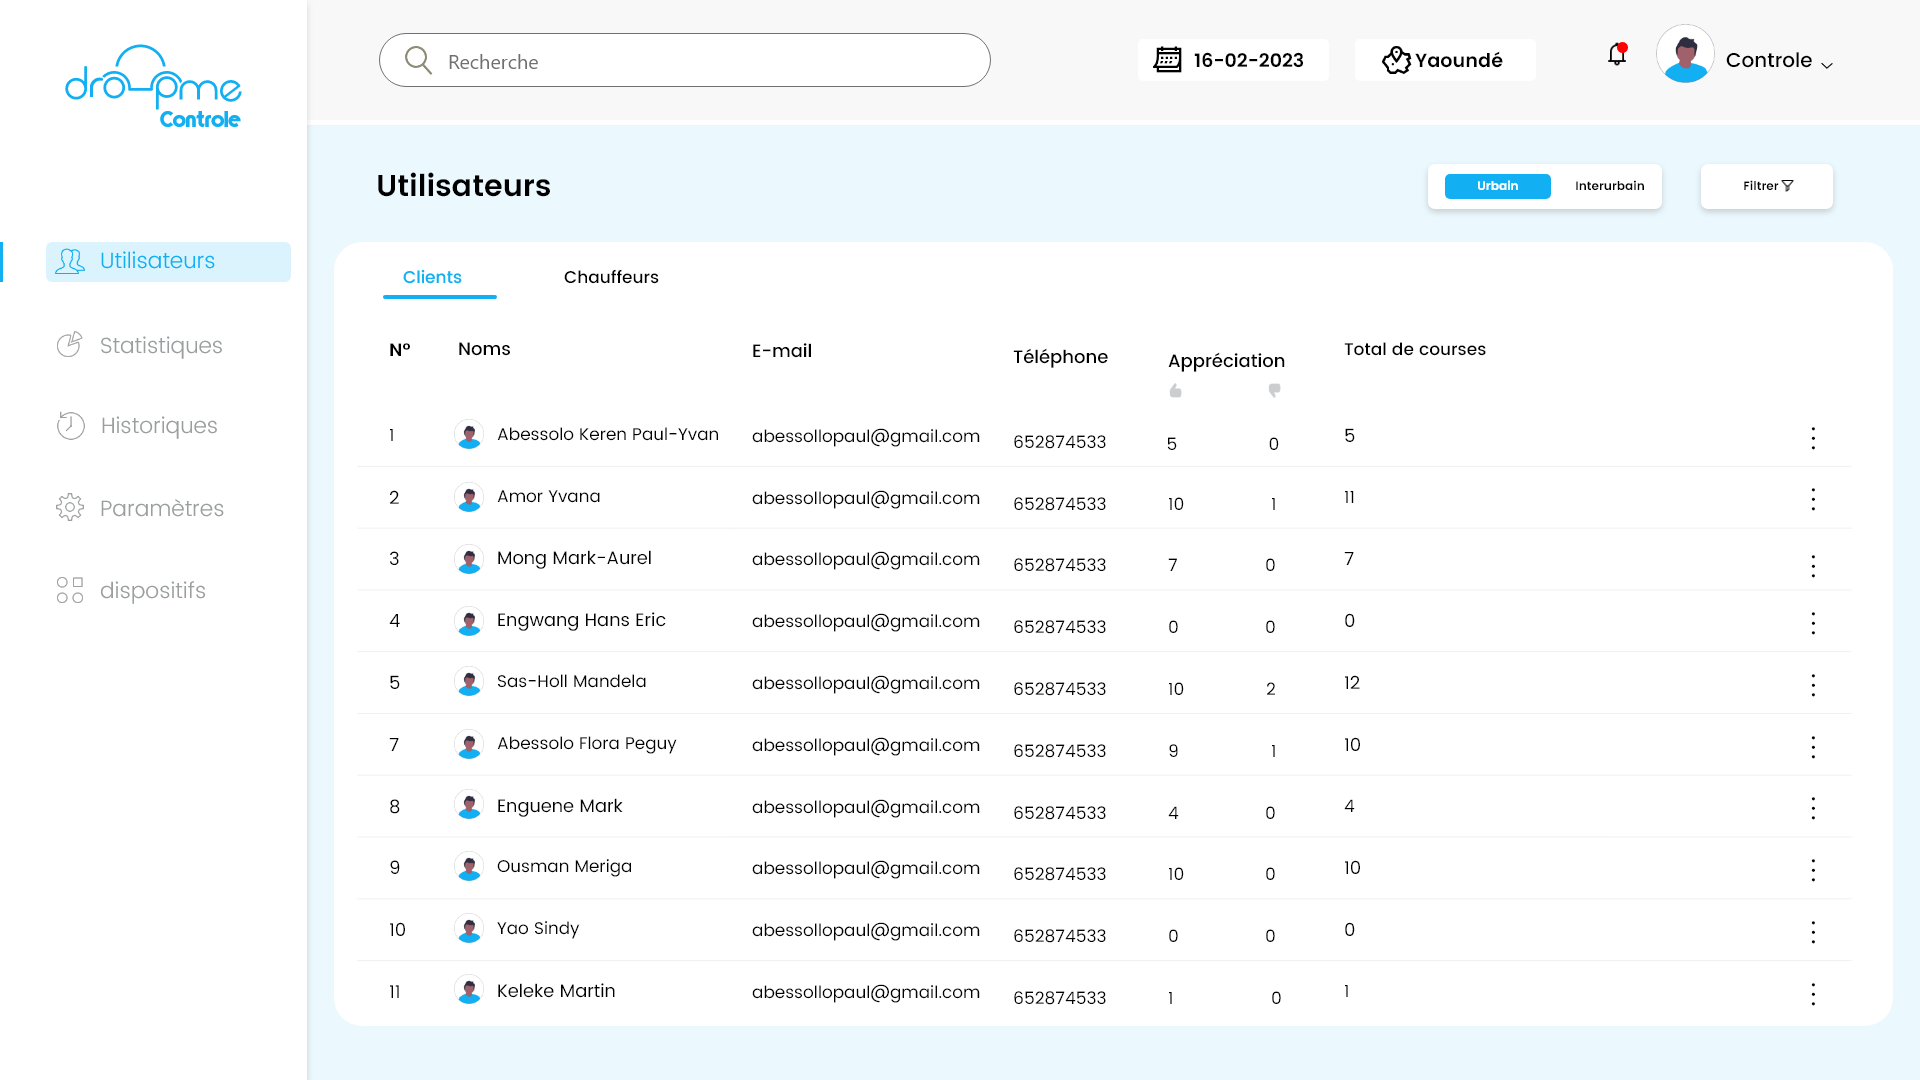 dropme
Controle
Recherche
16-02-2023
Yaoundé
Controle
Utilisateurs
Statistiques
Historiques
Paramètres
dispositifs
Utilisateurs
Urbain Interurbain
Filtrer
Clients Chauffeurs
N° Noms E-mail Téléphone Appréciation Total de courses
1 Abessolo Keren Paul-Yvan abessollopaul@gmail.com 652874533 5 0 5
2 Amor Yvana abessollopaul@gmail.com 652874533 10 1 11
3 Mong Mark-Aurel abessollopaul@gmail.com 652874533 7 0 7
4 Engwang Hans Eric abessollopaul@gmail.com 652874533 0 0 0
5 Sas-Holl Mandela abessollopaul@gmail.com 652874533 10 2 12
7 Abessolo Flora Peguy abessollopaul@gmail.com 652874533 9 1 10
8 Enguene Mark abessollopaul@gmail.com 652874533 4 0 4
9 Ousman Meriga abessollopaul@gmail.com 652874533 10 0 10
10 Yao Sindy abessollopaul@gmail.com 652874533 0 0 0
11 Keleke Martin abessollopaul@gmail.com 652874533 1 0 1